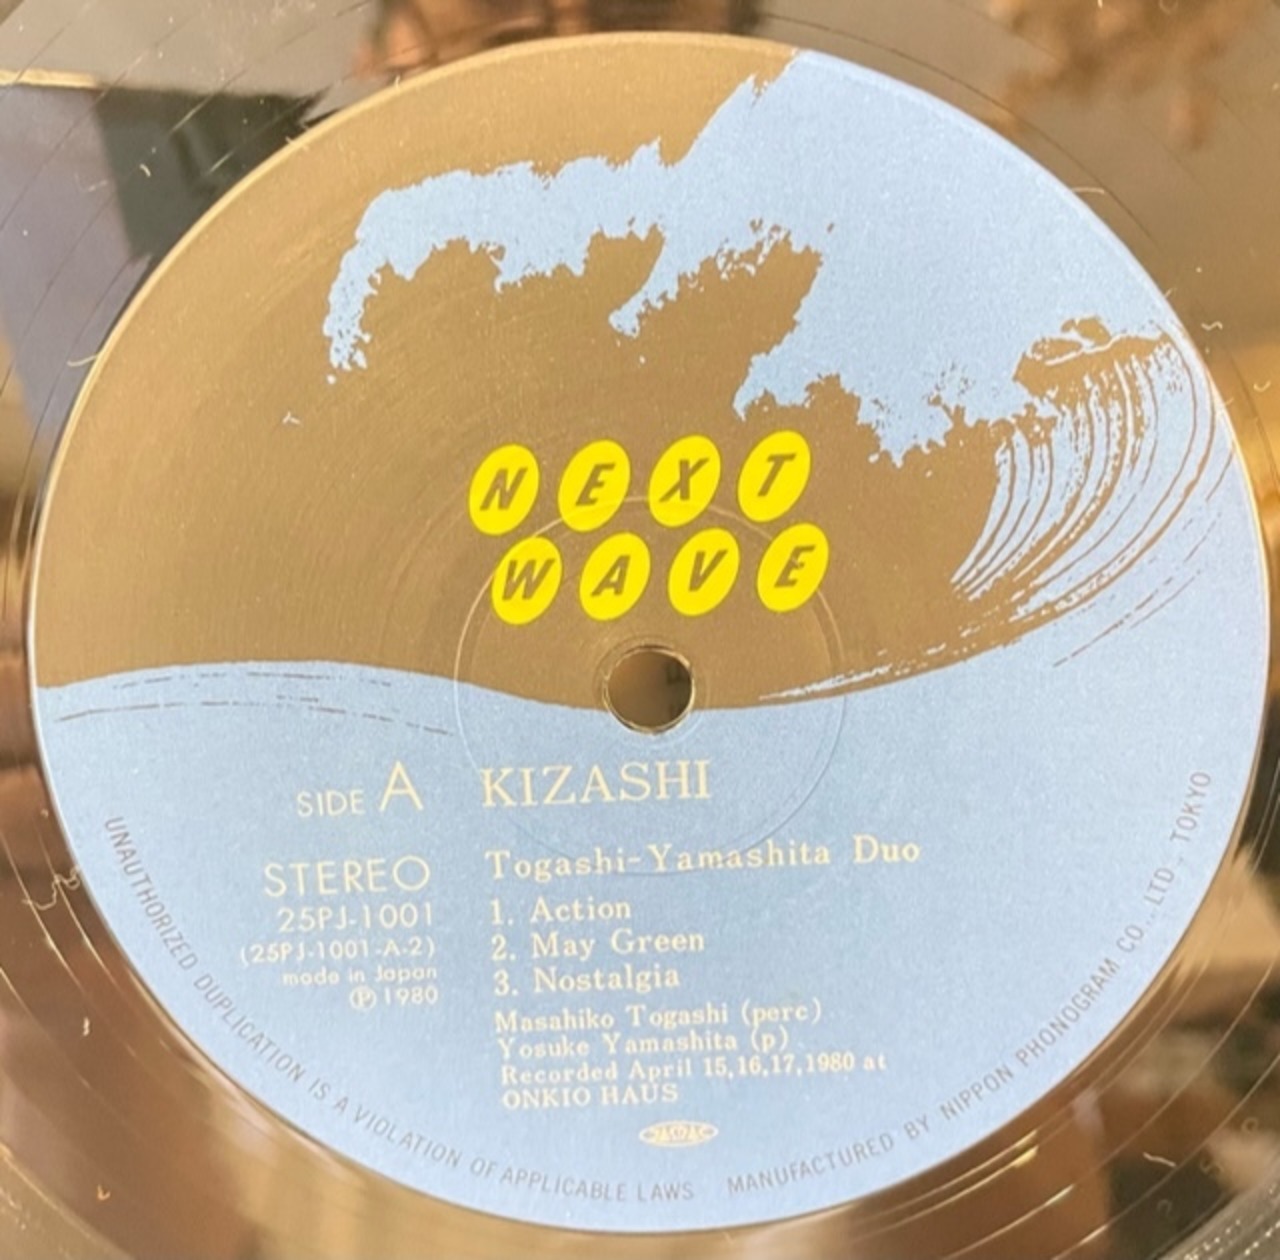 NEXT
WAVE
SIDE A
KIZASHI
STEREO
25PJ-1001
(25PJ-1001-A-2)
made in Japan
Ⓟ 1980
Togashi-Yamashita Duo
1. Action
2. May Green
3. Nostalgia
Masahiko Togashi (perc)
Yosuke Yamashita (p)
Recorded April 15,16,17,1980 at
ONKIO HAUS
JASRAC
UNAUTHORIZED DUPLICATION IS A VIOLATION OF APPLICABLE LAWS
MANUFACTURED BY NIPPON PHONOGRAM CO., LTD., TOKYO